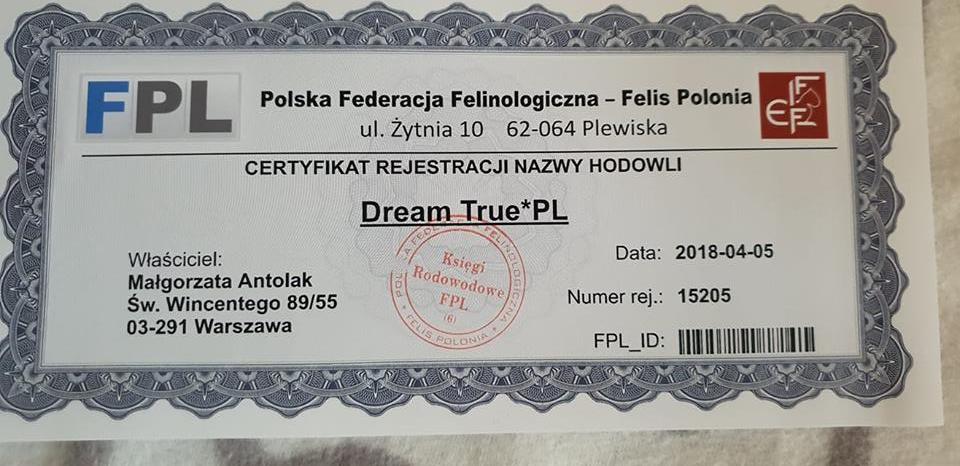 FPL
Polska Federacja Felinologiczna – Felis Polonia
ul. Żytnia 10 62-064 Plewiska
FIFe
CERTYFIKAT REJESTRACJI NAZWY HODOWLI
Dream True*PL
Właściciel:
Małgorzata Antolak
Św. Wincentego 89/55
03-291 Warszawa
POLSKA FEDERACJA FELINOLOGICZNA
Księgi
Rodowodowe
FPL
(6)
* FELIS POLONIA *
Data: 2018-04-05
Numer rej.: 15205
FPL_ID: